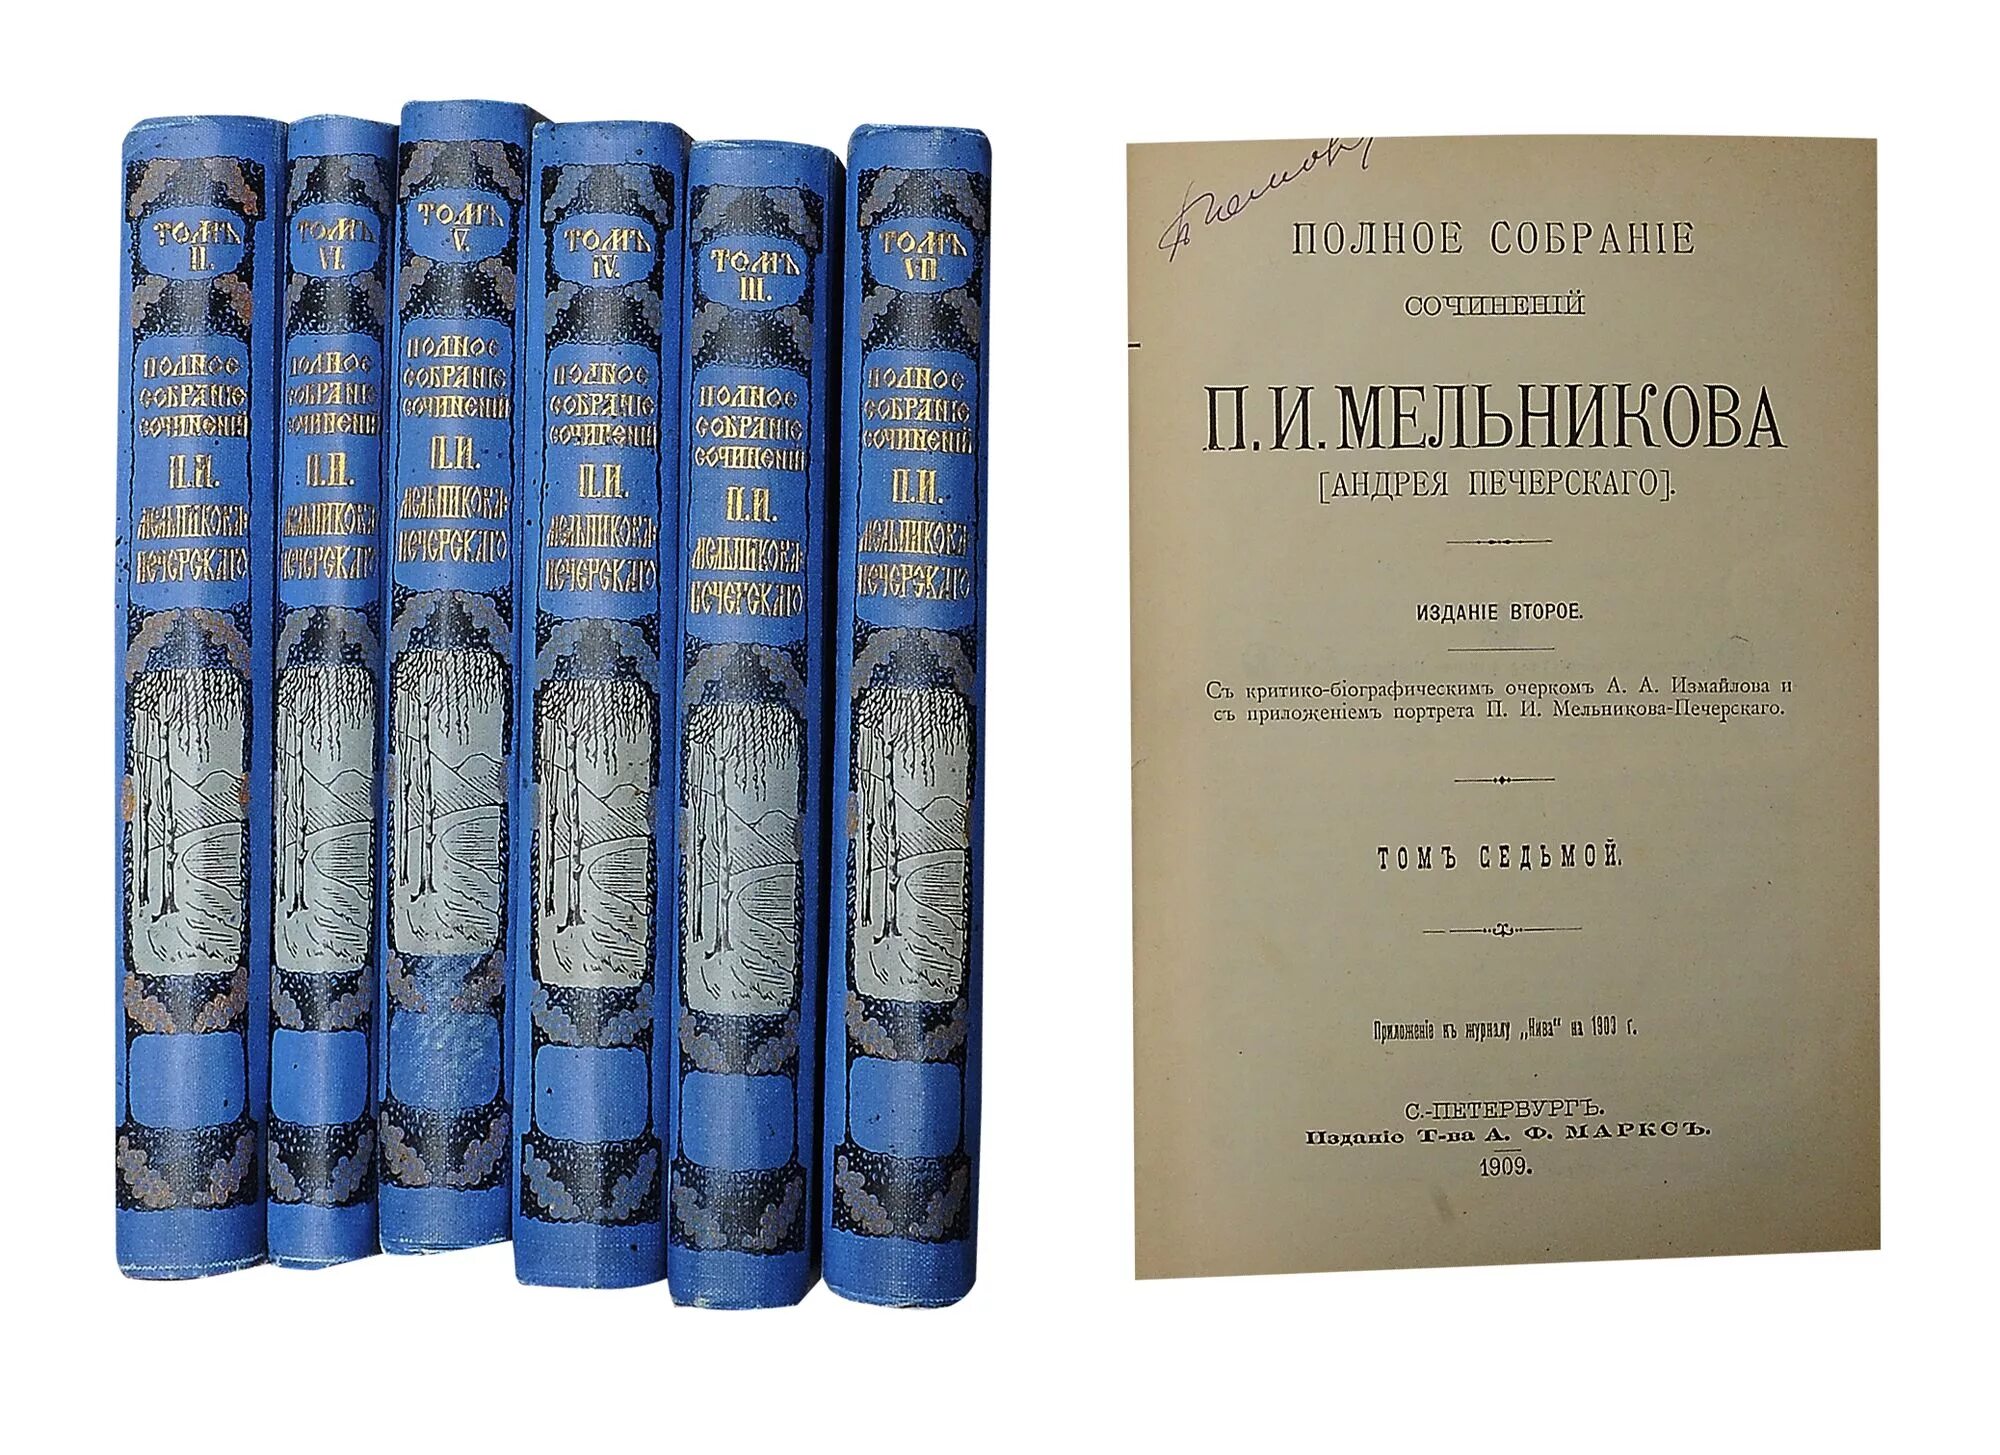 ТОМЪ
II.
ПОЛНОЕ
СОБРАНІЕ
СОЧИНЕНІЙ
П.И.
МЕЛЬНИКОВА-
ПЕЧЕРСКАГО
ТОМЪ
VI.
ПОЛНОЕ
СОБРАНІЕ
СОЧИНЕНІЙ
П.И.
МЕЛЬНИКОВА-
ПЕЧЕРСКАГО
ТОМЪ
V.
ПОЛНОЕ
СОБРАНІЕ
СОЧИНЕНІЙ
П.И.
МЕЛЬНИКОВА-
ПЕЧЕРСКАГО
ТОМЪ
IV.
ПОЛНОЕ
СОБРАНІЕ
СОЧИНЕНІЙ
П.И.
МЕЛЬНИКОВА-
ПЕЧЕРСКАГО
ТОМЪ
III.
ПОЛНОЕ
СОБРАНІЕ
СОЧИНЕНІЙ
П.И.
МЕЛЬНИКОВА-
ПЕЧЕРСКАГО
ТОМЪ
VII.
ПОЛНОЕ
СОБРАНІЕ
СОЧИНЕНІЙ
П.И.
МЕЛЬНИКОВА-
ПЕЧЕРСКАГО
ПОЛНОЕ СОБРАНІЕ
СОЧИНЕНІЙ
П. И. МЕЛЬНИКОВА
[АНДРЕЯ ПЕЧЕРСКАГО].
ИЗДАНІЕ ВТОРОЕ.
Съ критико-біографическимъ очеркомъ А. А. Измайлова и
съ приложеніемъ портрета П. И. Мельникова-Печерскаго.
ТОМЪ СЕДЬМОЙ.
Приложеніе къ журналу „Нива“ на 1909 г.
С.-ПЕТЕРБУРГЪ.
Изданіе Т-ва А. Ф. МАРКСЪ.
1909.